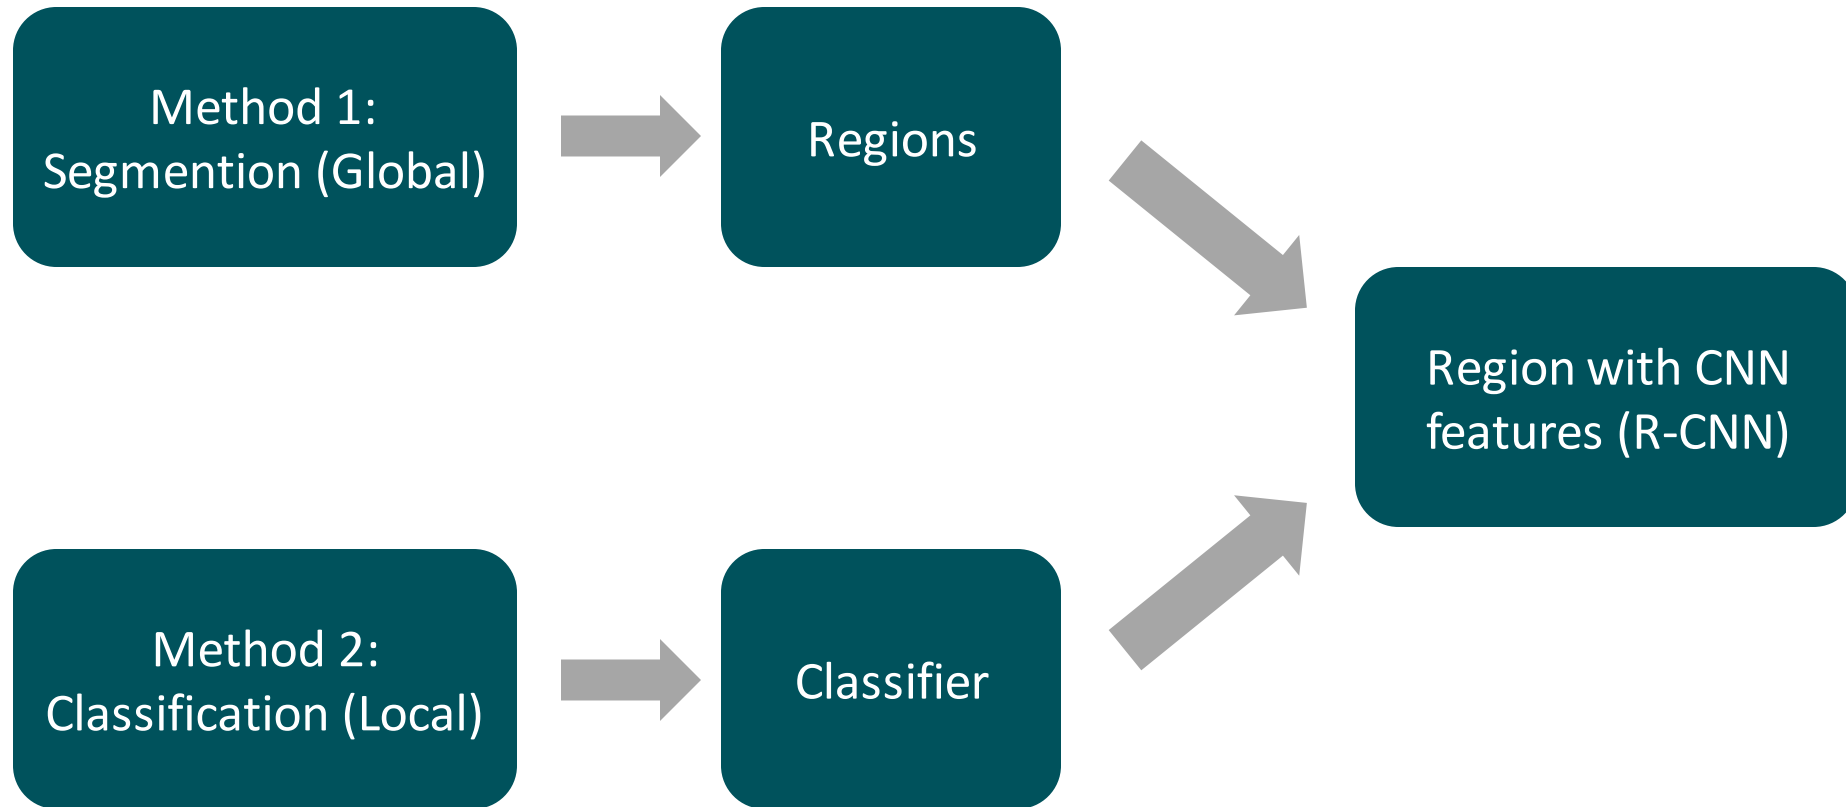 Method 1:
Segmention (Global)
Regions
Region with CNN
features (R-CNN)
Method 2:
Classification (Local)
Classifier